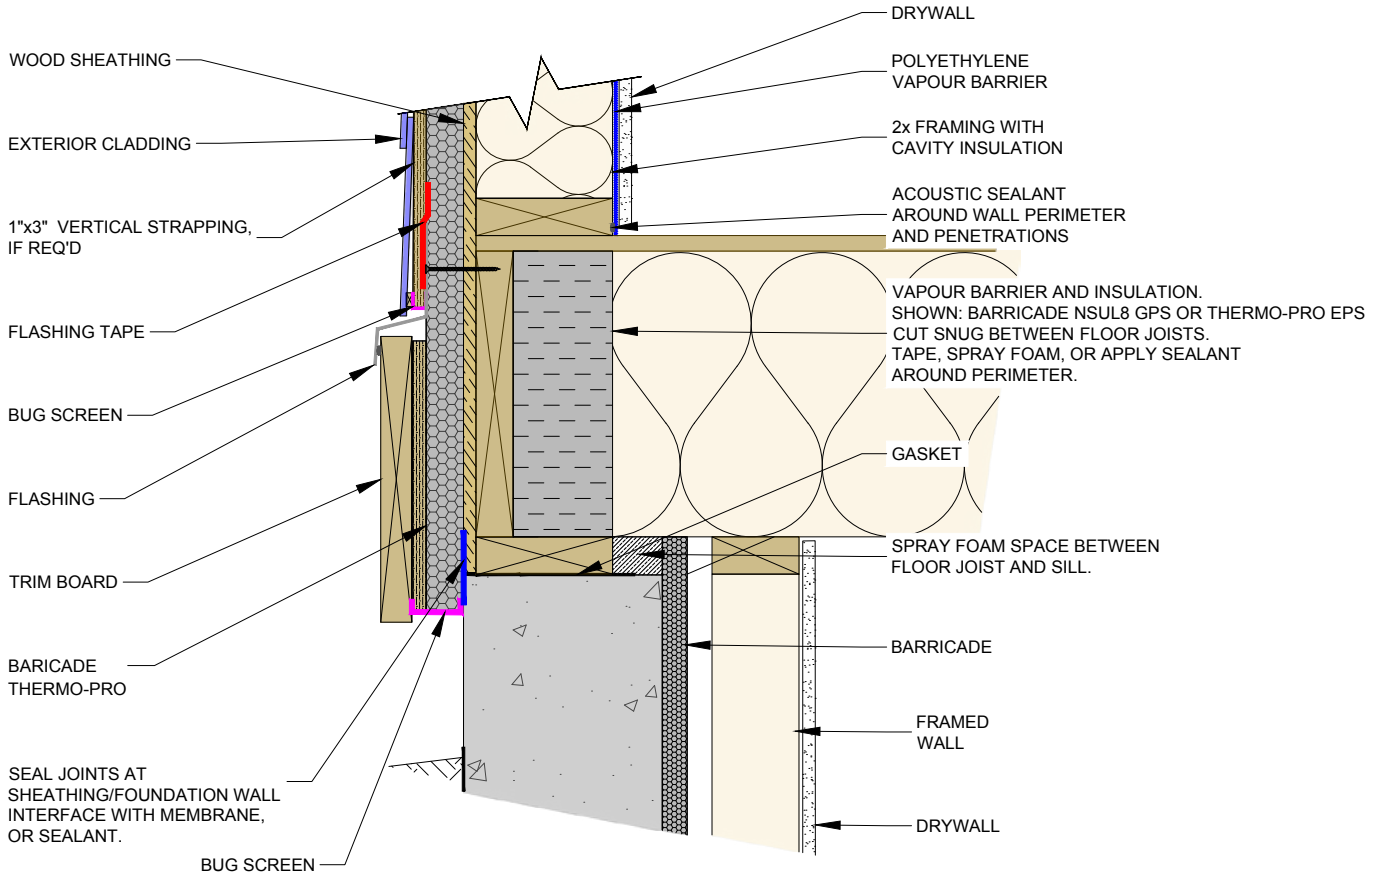 WOOD SHEATHING
EXTERIOR CLADDING
1"x3" VERTICAL STRAPPING,
IF REQ'D
FLASHING TAPE
BUG SCREEN
FLASHING
TRIM BOARD
BARICADE
THERMO-PRO
SEAL JOINTS AT
SHEATHING/FOUNDATION WALL
INTERFACE WITH MEMBRANE,
OR SEALANT.
BUG SCREEN
DRYWALL
POLYETHYLENE
VAPOUR BARRIER
2x FRAMING WITH
CAVITY INSULATION
ACOUSTIC SEALANT
AROUND WALL PERIMETER
AND PENETRATIONS
VAPOUR BARRIER AND INSULATION.
SHOWN: BARRICADE NSUL8 GPS OR THERMO-PRO EPS
CUT SNUG BETWEEN FLOOR JOISTS.
TAPE, SPRAY FOAM, OR APPLY SEALANT
AROUND PERIMETER.
GASKET
SPRAY FOAM SPACE BETWEEN
FLOOR JOIST AND SILL.
BARRICADE
FRAMED
WALL
DRYWALL